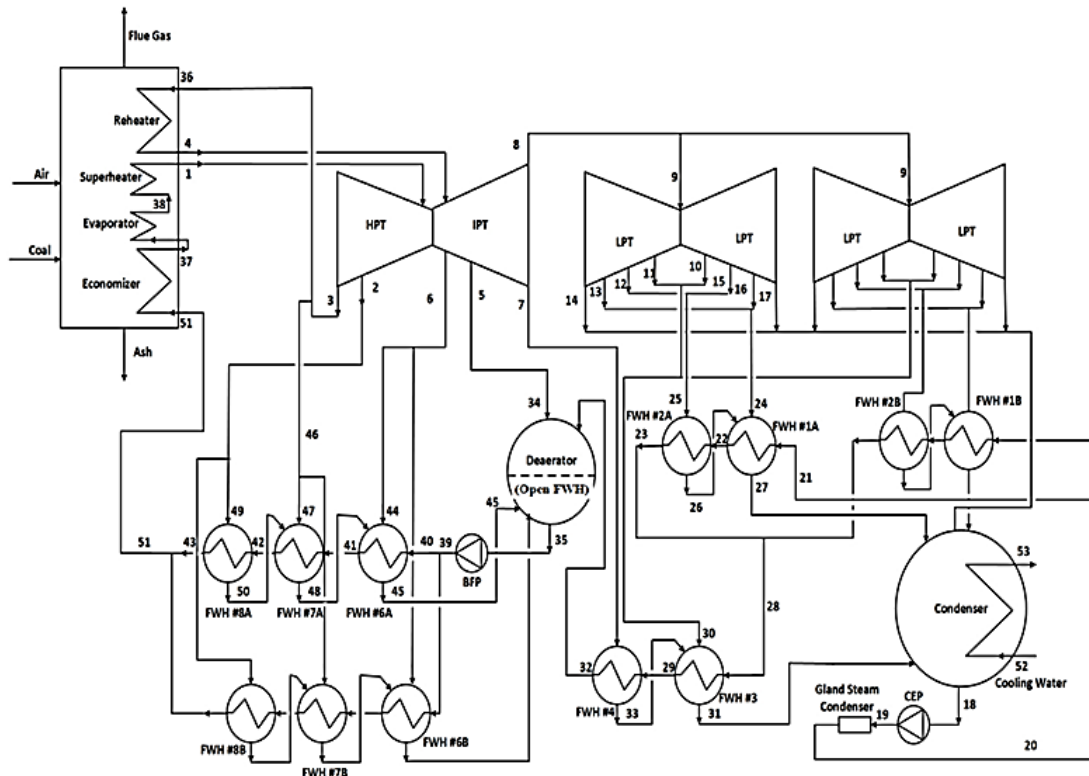 Flue Gas
36
Reheater
4
8
1
Air
Superheater
38
9
9
Evaporator
HPT
IPT
LPT
LPT
LPT
LPT
37
Coal
Economizer
3
2
6
5
7
14
13
12
11
10
15
16
17
51
Ash
34
25
24
FWH #2A
FWH #1A
FWH #2B
FWH #1B
46
23
22
Deaerator
(Open FWH)
21
45
26
27
49
47
44
35
51
43
42
41
40
39
53
50
48
45
BFP
FWH #8A
FWH #7A
FWH #6A
28
Condenser
30
52
32
29
Cooling Water
FWH #3
Gland Steam
Condenser
CEP
18
FWH #4
33
31
19
20
FWH #8B
FWH #7B
FWH #6B